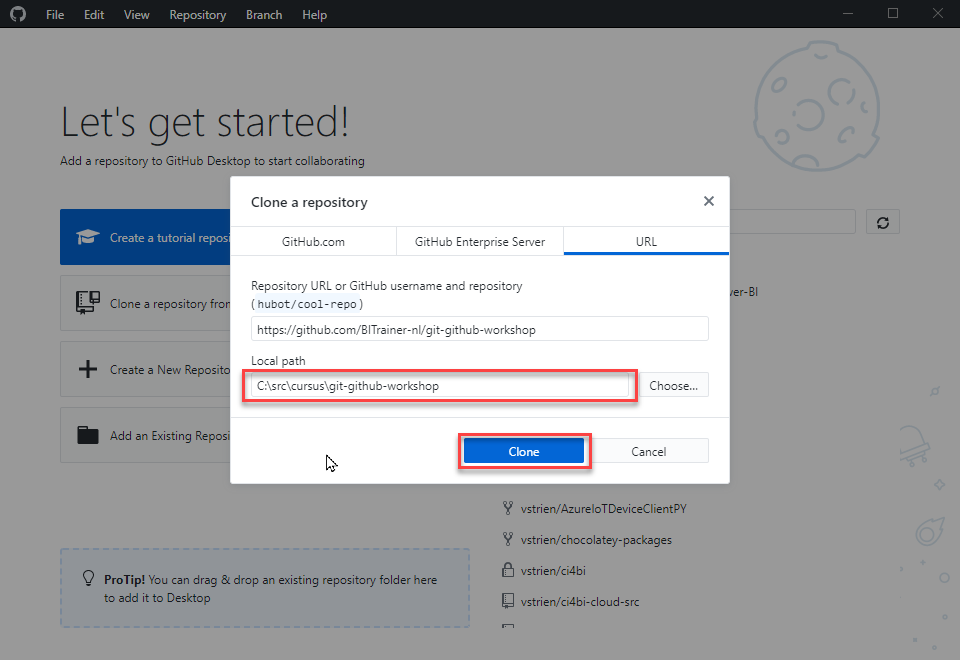 File Edit View Repository Branch Help
Let's get started!
Add a repository to GitHub Desktop to start collaborating
Create a tutorial reposi
Clone a repository fron
Create a New Reposito
Add an Existing Reposi
ver-BI
Clone a repository
GitHub.com GitHub Enterprise Server URL
Repository URL or GitHub username and repository
(hubot/cool-repo)
https://github.com/BITrainer-nl/git-github-workshop
Local path
C:\src\cursus\git-github-workshop Choose...
Clone Cancel
vstrien/AzureIoTDeviceClientPY
vstrien/chocolatey-packages
vstrien/ci4bi
vstrien/ci4bi-cloud-src
ProTip! You can drag & drop an existing repository folder here
to add it to Desktop